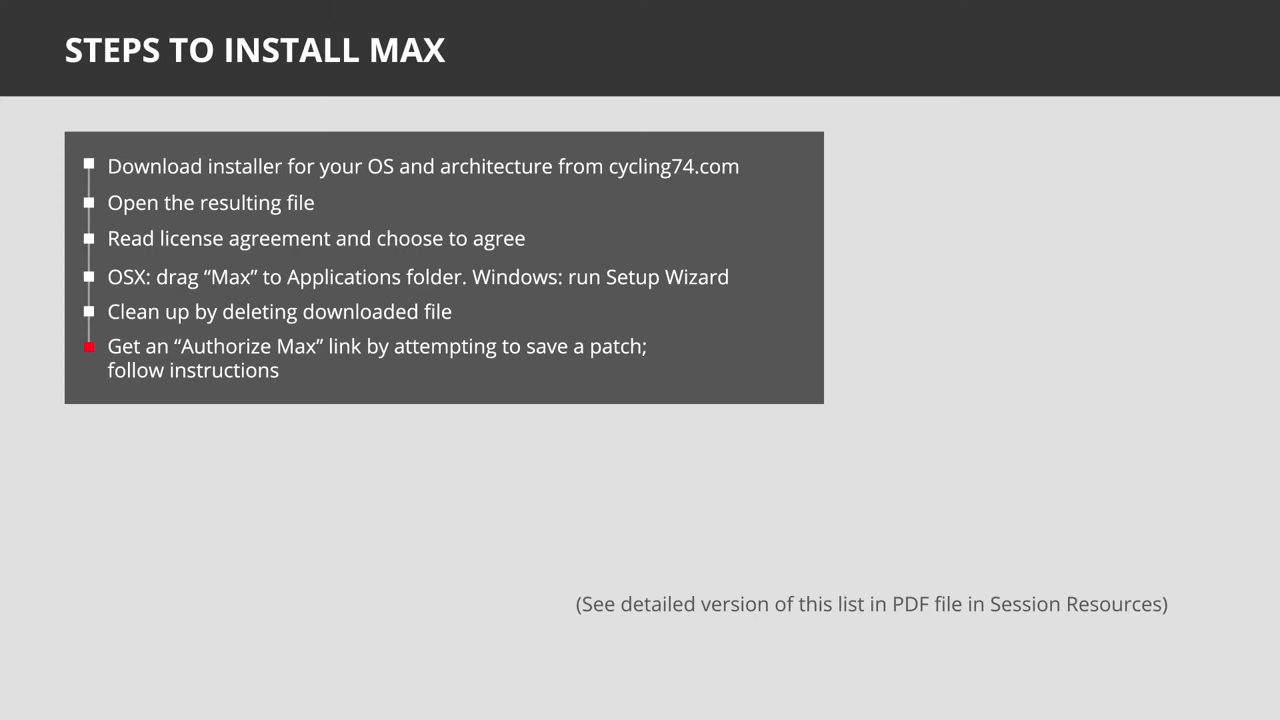 STEPS TO INSTALL MAX
Download installer for your OS and architecture from cycling74.com
Open the resulting file
Read license agreement and choose to agree
OSX: drag “Max” to Applications folder. Windows: run Setup Wizard
Clean up by deleting downloaded file
Get an “Authorize Max” link by attempting to save a patch;
follow instructions
(See detailed version of this list in PDF file in Session Resources)